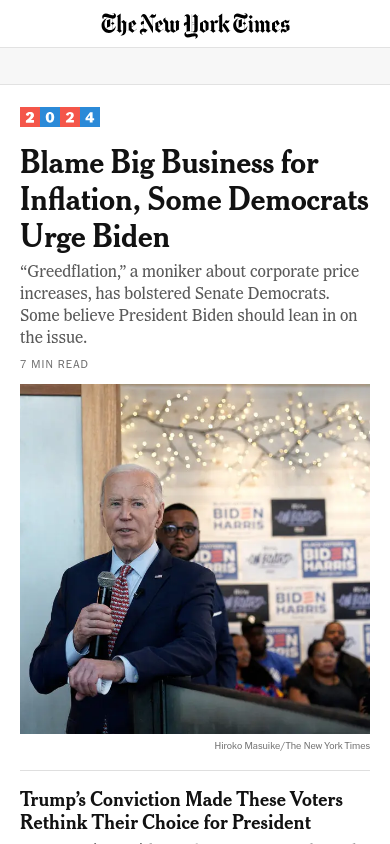 The New York Times
2024
Blame Big Business for
Inflation, Some Democrats
Urge Biden
“Greedflation,” a moniker about corporate price
increases, has bolstered Senate Democrats.
Some believe President Biden should lean in on
the issue.
7 MIN READ
BIDEN
HARRIS
BIDEN
HARRIS
BIDEN
HARRIS
Hiroko Masuike/The New York Times
Trump’s Conviction Made These Voters
Rethink Their Choice for President